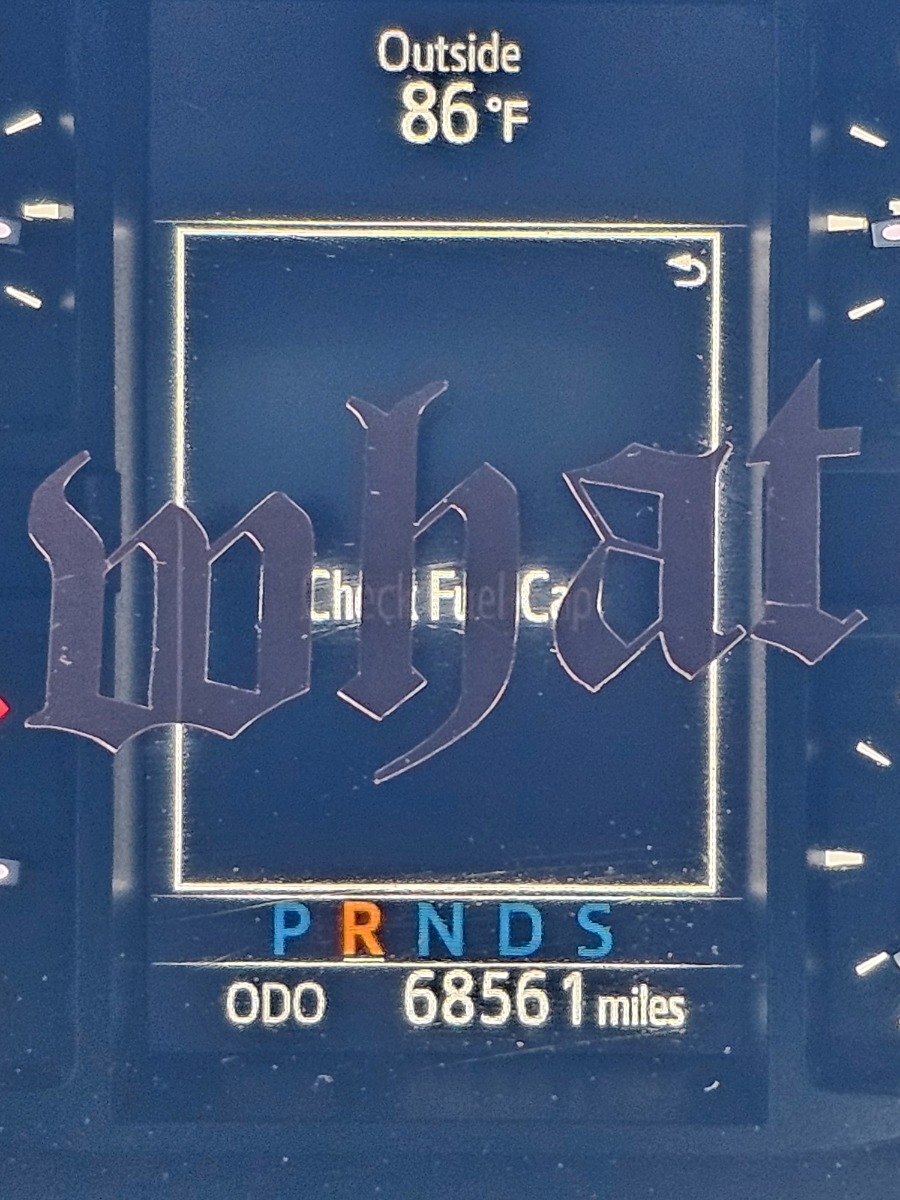 Outside
86°F
what
Check Fuel Cap
P R N D S
ODO 68561 miles